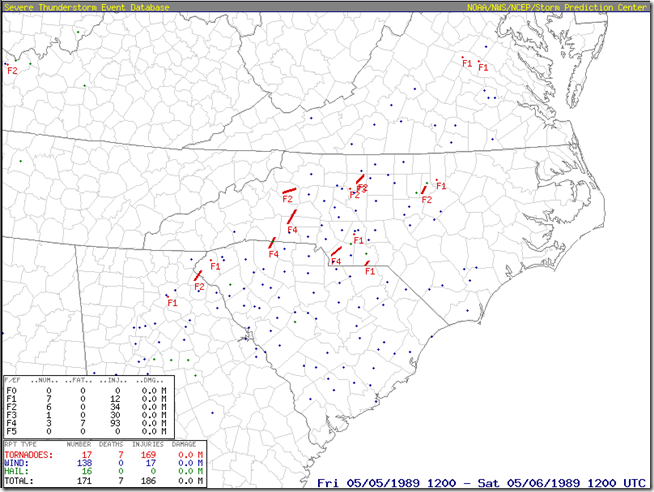 Severe Thunderstorm Event Database
NOAA/NWS/NCEP/Storm Prediction Center
F1
F1
F2
F2
F2
F2
F1
F2
F4
F1
F4
F4
F1
F1
F2
F1
F/EF ..NUM.. ..FAT.. ..INJ.. ..DMG..
F0 0 0 0 0.0 M
F1 7 0 12 0.0 M
F2 6 0 34 0.0 M
F3 1 0 30 0.0 M
F4 3 7 93 0.0 M
F5 0 0 0 0.0 M
RPT TYPE NUMBER DEATHS INJURIES DAMAGE
TORNADOES: 17 7 169 0.0 M
WIND: 138 0 17 0.0 M
HAIL: 16 0 0 0.0 M
TOTAL: 171 7 186 0.0 M
Fri 05/05/1989 1200 - Sat 05/06/1989 1200 UTC